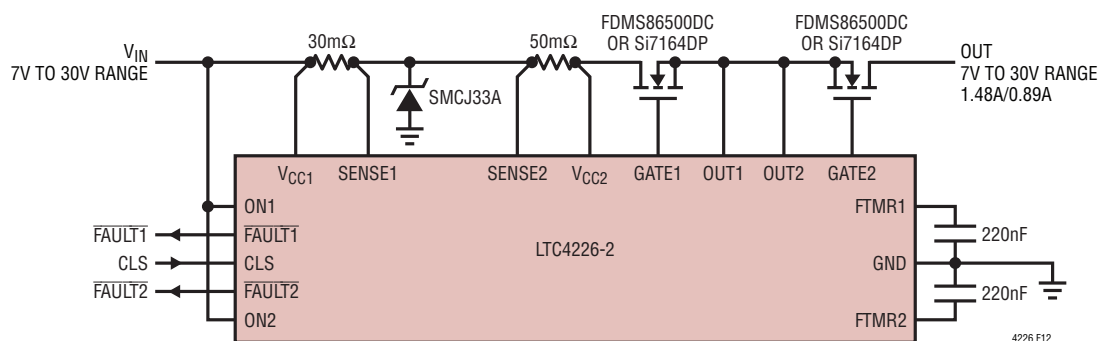 VIN
7V TO 30V RANGE
30mΩ
SMCJ33A
50mΩ
FDMS86500DC
OR Si7164DP
FDMS86500DC
OR Si7164DP
OUT
7V TO 30V RANGE
1.48A/0.89A
VCC1
SENSE1
SENSE2
VCC2
GATE1
OUT1
OUT2
GATE2
ON1
FAULT1
FAULT1
CLS
CLS
FAULT2
FAULT2
ON2
LTC4226-2
FTMR1
GND
FTMR2
220nF
220nF
4226 F12